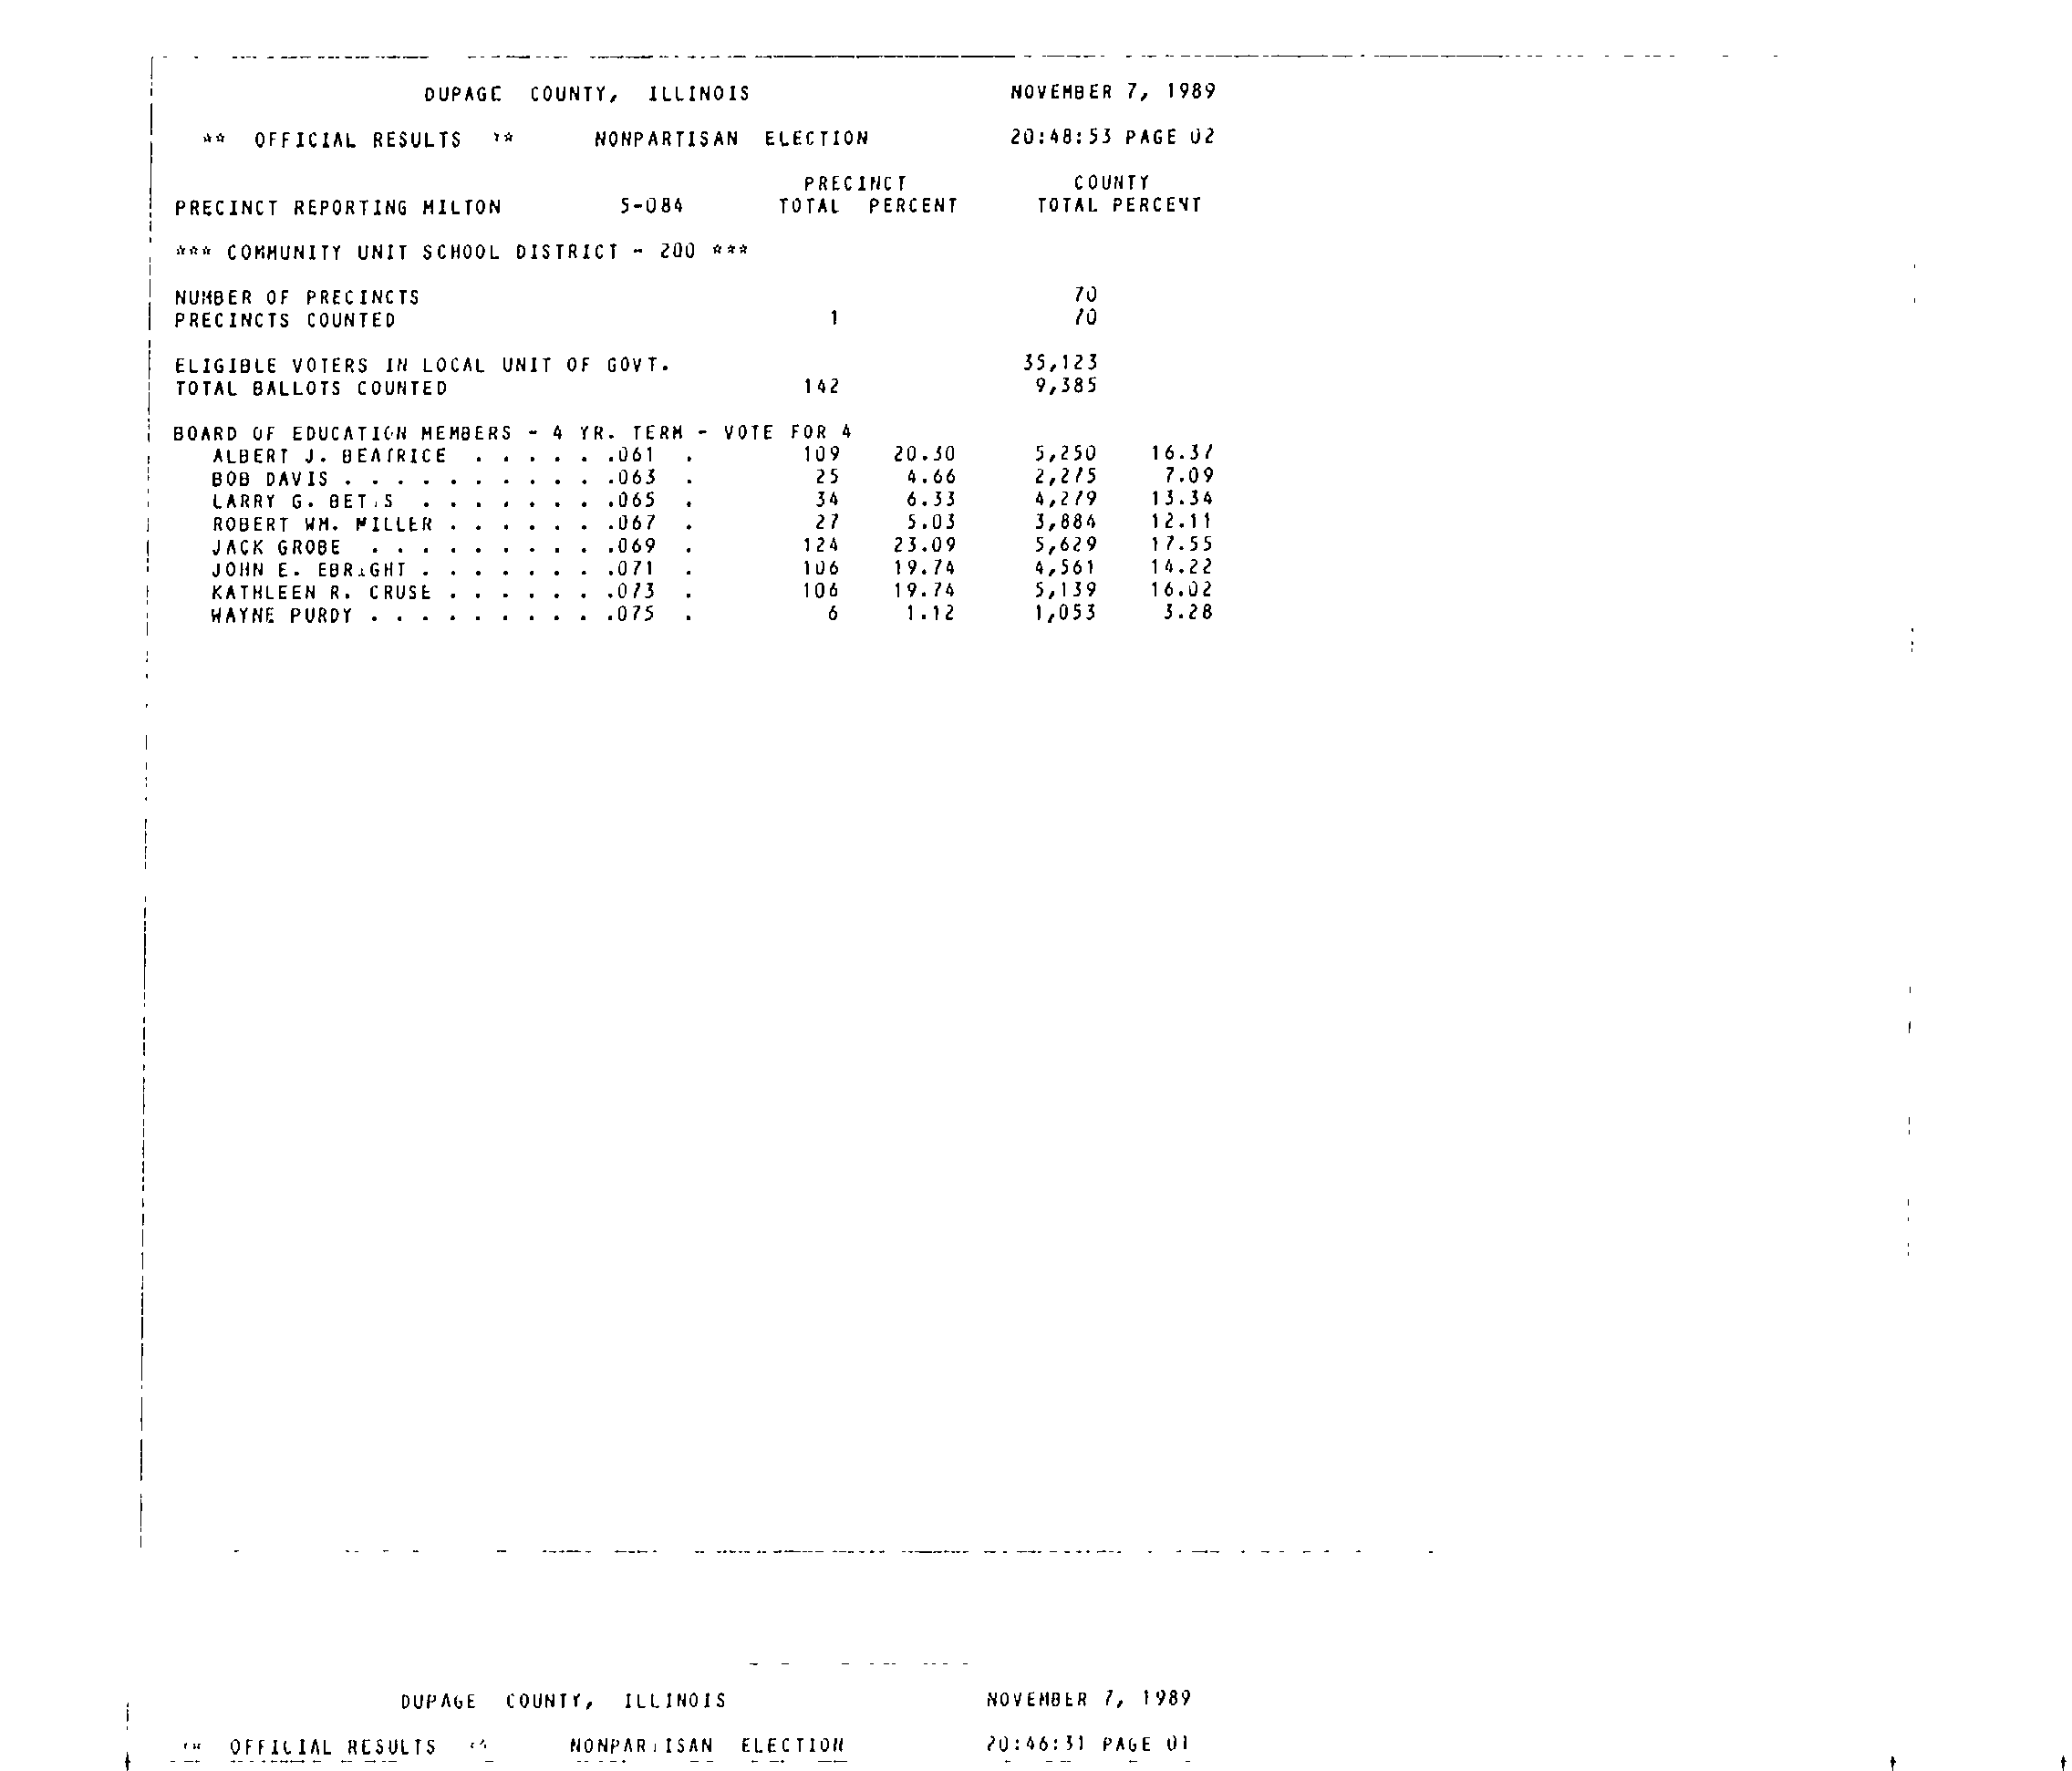 DUPAGE COUNTY, ILLINOIS NOVEMBER 7, 1989
** OFFICIAL RESULTS ** NONPARTISAN ELECTION 20:48:53 PAGE 02
PRECINCT COUNTY
PRECINCT REPORTING MILTON 5-084 TOTAL PERCENT TOTAL PERCENT
*** COMMUNITY UNIT SCHOOL DISTRICT - 200 ***
NUMBER OF PRECINCTS 70
PRECINCTS COUNTED 1 70
ELIGIBLE VOTERS IN LOCAL UNIT OF GOVT. 35,123
TOTAL BALLOTS COUNTED 142 9,385
BOARD OF EDUCATION MEMBERS - 4 YR. TERM - VOTE FOR 4
ALBERT J. BEATRICE . . . . . .061 . 109 20.30 5,250 16.37
BOB DAVIS . . . . . . . . . . .063 . 25 4.66 2,275 7.09
LARRY G. BETTS . . . . . . . .065 . 34 6.33 4,279 13.34
ROBERT WM. MILLER . . . . . . .067 . 27 5.03 3,884 12.11
JACK GROBE . . . . . . . . . .069 . 124 23.09 5,629 17.55
JOHN E. EBRIGHT . . . . . . . .071 . 106 19.74 4,561 14.22
KATHLEEN R. CRUSE . . . . . . .073 . 106 19.74 5,139 16.02
WAYNE PURDY . . . . . . . . . .075 . 6 1.12 1,053 3.28
DUPAGE COUNTY, ILLINOIS NOVEMBER 7, 1989
** OFFICIAL RESULTS ** NONPARTISAN ELECTION 20:46:31 PAGE 01